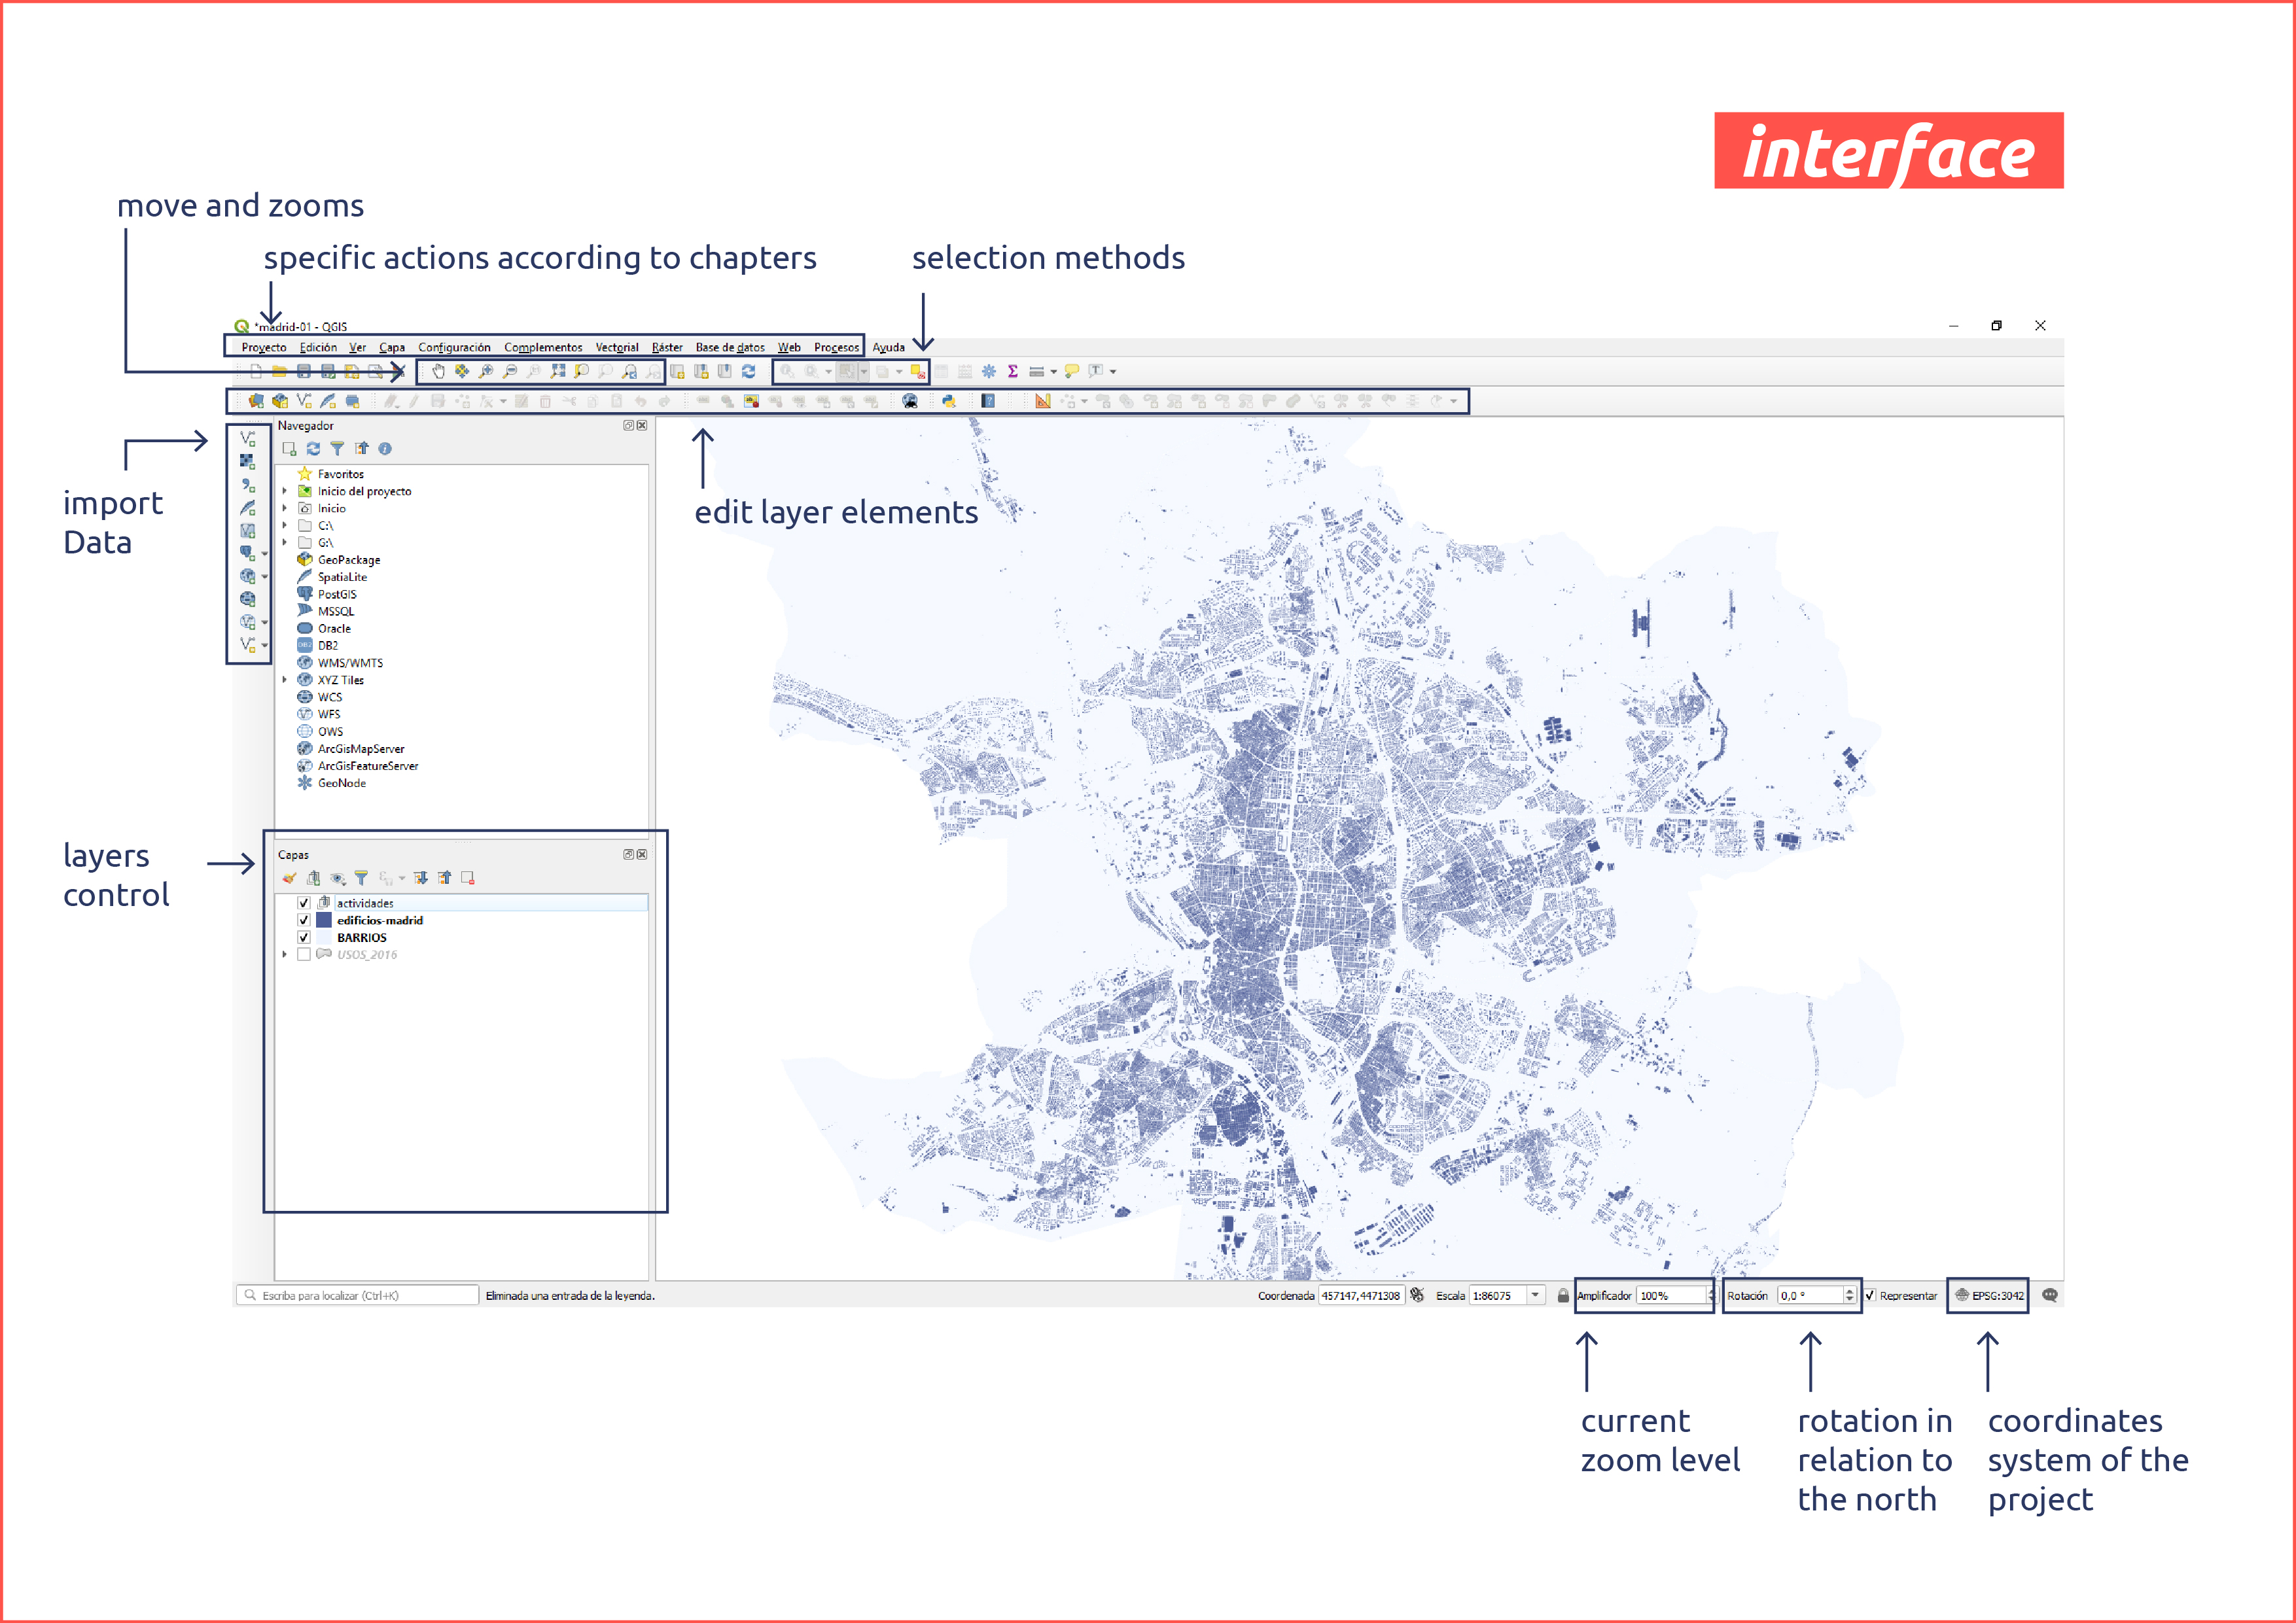 interface
move and zooms
specific actions according to chapters
selection methods
*madrid-01 - QGIS
Proyecto Edición Ver Capa Configuración Complementos Vectorial Ráster Base de datos Web Procesos Ayuda
Navegador
import
Data
edit layer elements
Favoritos
Inicio del proyecto
Inicio
C:\
G:\
GeoPackage
SpatiaLite
PostGIS
MSSQL
Oracle
DB2
WMS/WMTS
XYZ Tiles
WCS
WFS
OWS
ArcGisMapServer
ArcGisFeatureServer
GeoNode
layers
control
Capas
actividades
edificios-madrid
BARRIOS
USOS_2016
Escriba para localizar (Ctrl+K) Eliminada una entrada de la leyenda. Coordenada 457147,4471308 Escala 1:86075 Amplificador 100% Rotación 0,0 ° Representar EPSG:3042
current
zoom level
rotation in
relation to
the north
coordinates
system of the
project